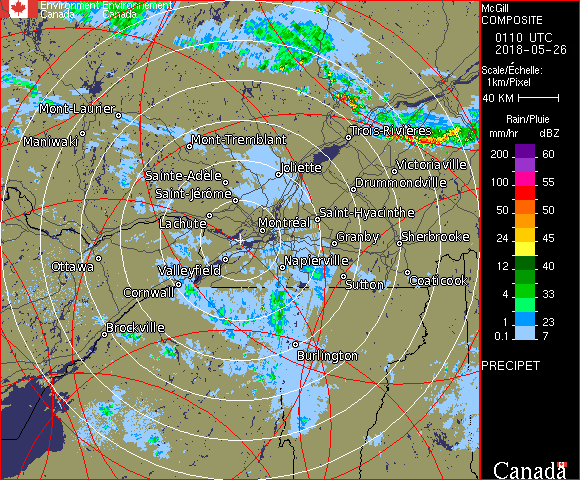 Environment Environnement
Canada Canada
McGill
COMPOSITE
0110 UTC
2018-05-26
Scale/Échelle:
1km/Pixel
40 KM
Rain/Pluie
mm/hr dBZ
200 60
100 55
50 50
24 45
12 40
4 33
1 23
0.1 7
PRECIPET
Canada
Mont-Laurier
Maniwaki
Mont-Tremblant
Trois-Rivières
Sainte-Adèle
Joliette
Victoriaville
Saint-Jérôme
Drummondville
Lachute
Montréal
Saint-Hyacinthe
Granby
Sherbrooke
Ottawa
Valleyfield
Napierville
Cornwall
Sutton
Coaticook
Brockville
Burlington